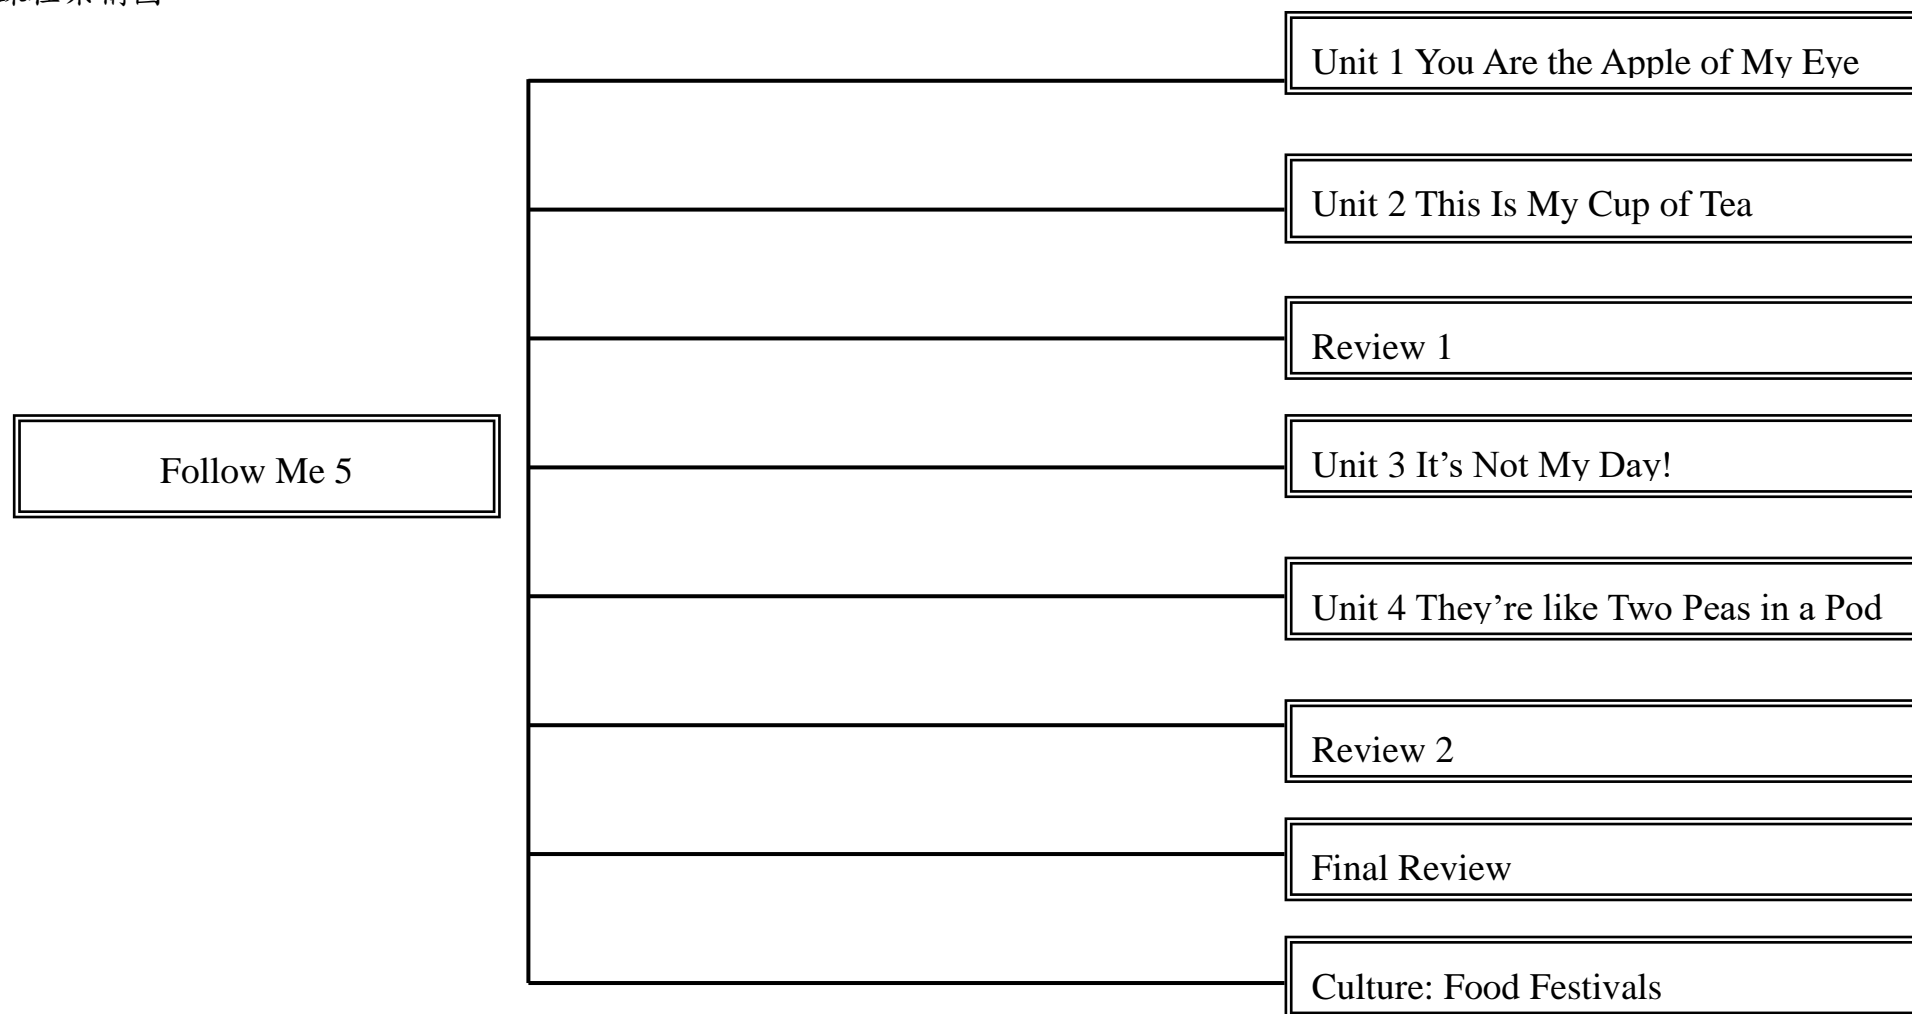 Unit 1 You Are the Apple of My Eye
Unit 2 This Is My Cup of Tea
Review 1
Follow Me 5
Unit 3 It’s Not My Day!
Unit 4 They’re like Two Peas in a Pod
Review 2
Final Review
Culture: Food Festivals